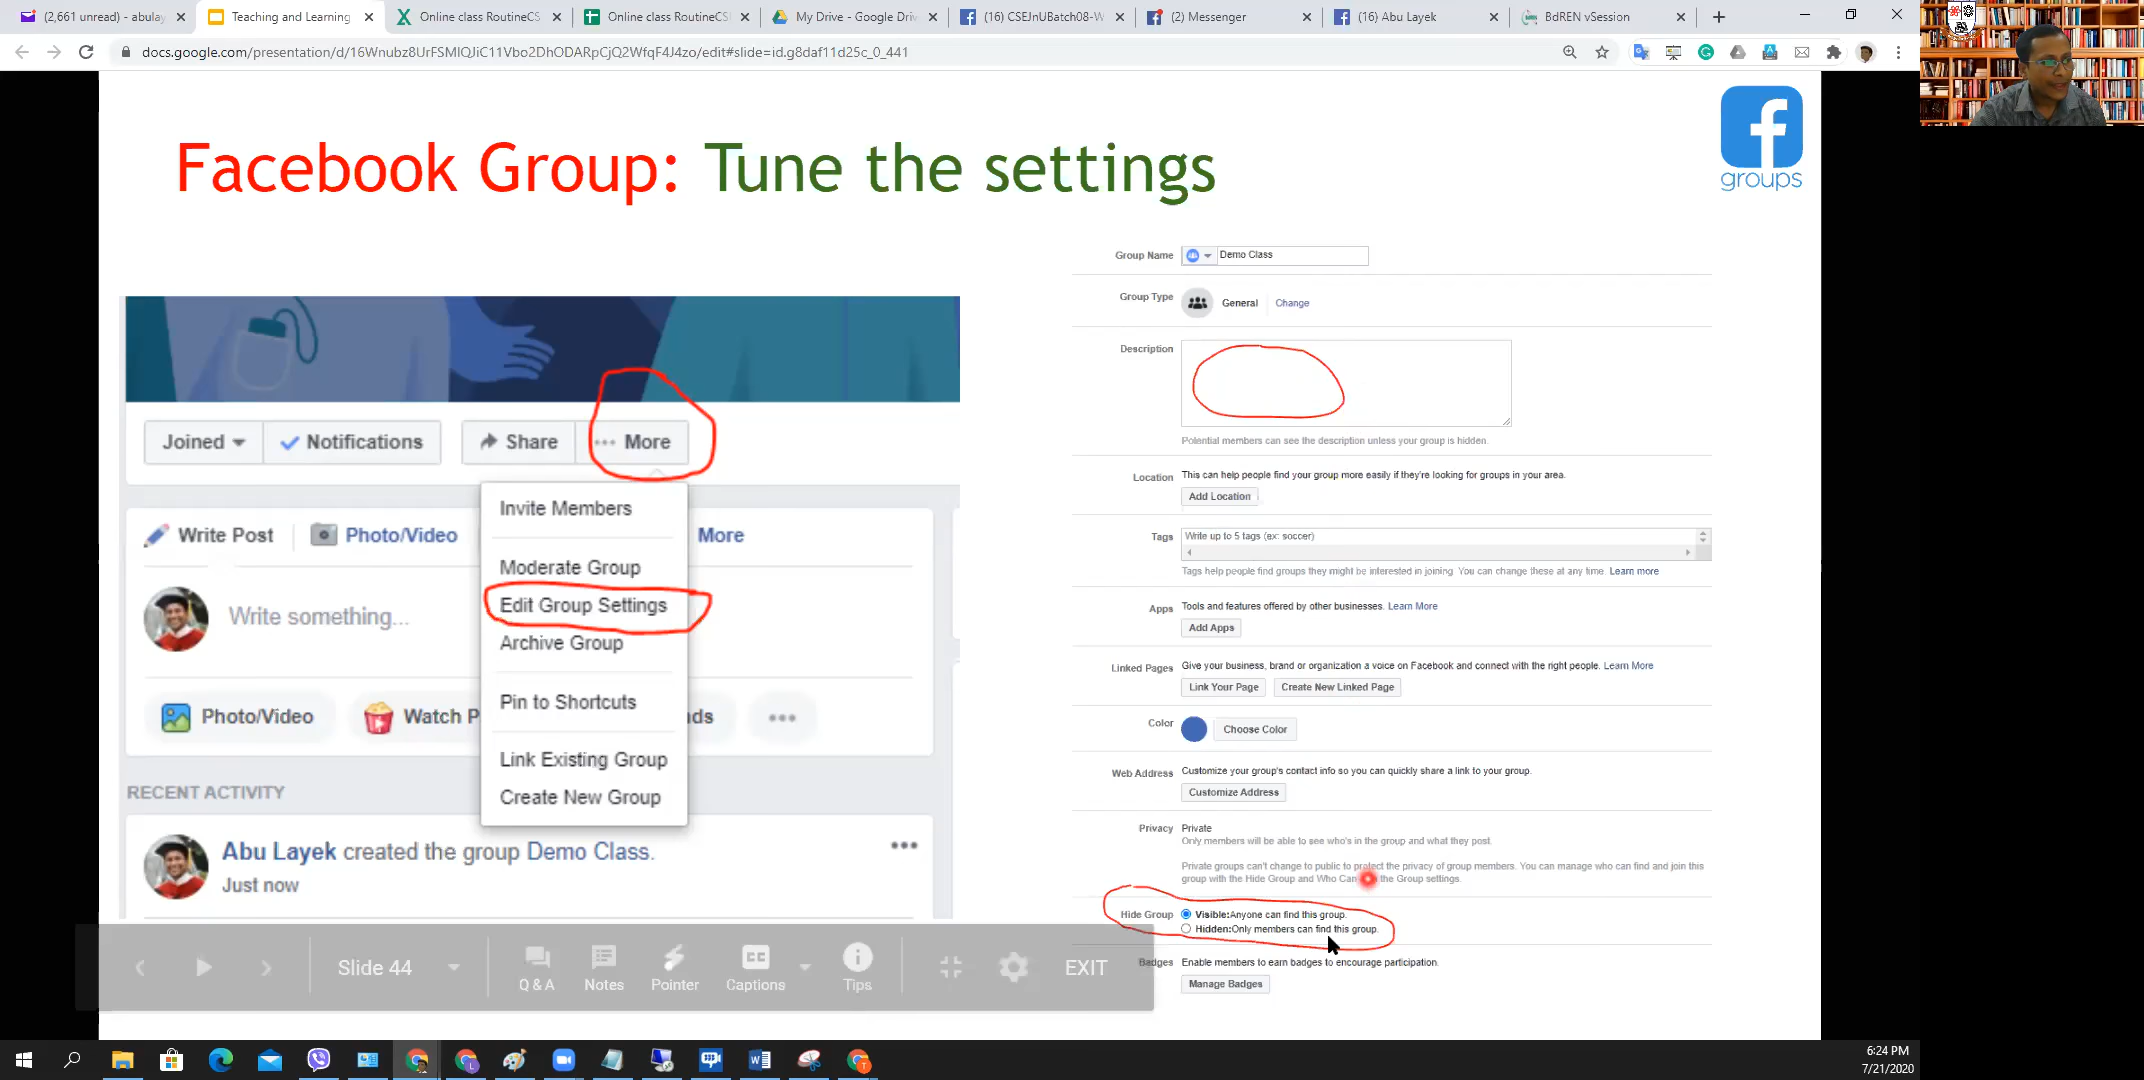 (2,661 unread) - abulay
Teaching and Learning
Online class RoutineCS
Online class RoutineCS
My Drive - Google Driv
(16) CSEJnUBatch08-W
(2) Messenger
(16) Abu Layek
BdREN vSession
docs.google.com/presentation/d/16Wnubz8UrFSMIQJiC11Vbo2DhODARpCjQ2WfqF4J4zo/edit#slide=id.g8daf11d25c_0_441
Facebook Group: Tune the settings
groups
Joined
Notifications
Share
More
Invite Members
Moderate Group
Edit Group Settings
Archive Group
Pin to Shortcuts
Link Existing Group
Create New Group
Write Post
Photo/Video
More
Write something...
Photo/Video
Watch P
ds
RECENT ACTIVITY
Abu Layek created the group Demo Class.
Just now
Group Name
Demo Class
Group Type
General
Change
Description
Potential members can see the description unless your group is hidden.
Location
This can help people find your group more easily if they're looking for groups in your area.
Add Location
Tags
Write up to 5 tags (ex: soccer)
Tags help people find groups they might be interested in joining. You can change these at any time. Learn more
Apps
Tools and features offered by other businesses. Learn More
Add Apps
Linked Pages
Give your business, brand or organization a voice on Facebook and connect with the right people. Learn More
Link Your Page
Create New Linked Page
Color
Choose Color
Web Address
Customize your group's contact info so you can quickly share a link to your group.
Customize Address
Privacy
Private
Only members will be able to see who's in the group and what they post.
Private groups can't change to public to protect the privacy of group members. You can manage who can find and join this
group with the Hide Group and Who Can the Group settings.
Hide Group
Visible:Anyone can find this group.
Hidden:Only members can find this group.
Badges
Enable members to earn badges to encourage participation.
Manage Badges
Slide 44
Q & A
Notes
Pointer
Captions
Tips
EXIT
6:24 PM
7/21/2020